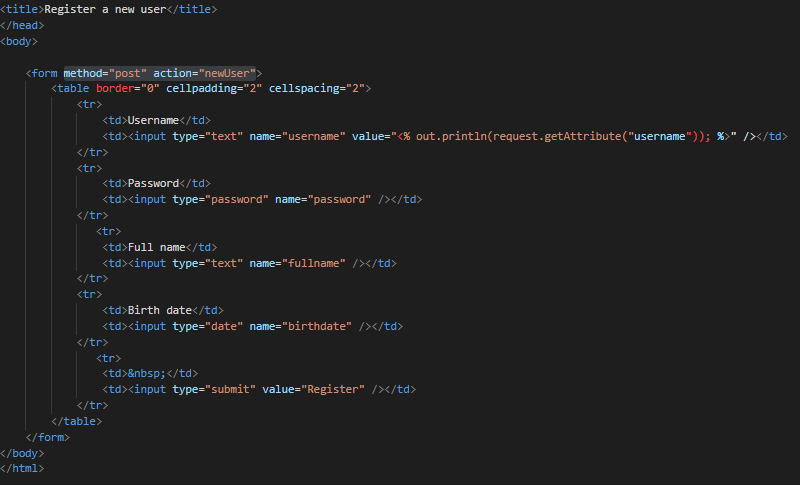 <title>Register a new user</title>
</head>
<body>
<form method="post" action="newUser">
<table border="0" cellpadding="2" cellspacing="2">
<tr>
<td>Username</td>
<td><input type="text" name="username" value="<% out.println(request.getAttribute("username")); %>" /></td>
</tr>
<tr>
<td>Password</td>
<td><input type="password" name="password" /></td>
</tr>
<tr>
<td>Full name</td>
<td><input type="text" name="fullname" /></td>
</tr>
<tr>
<td>Birth date</td>
<td><input type="date" name="birthdate" /></td>
</tr>
<tr>
<td>&nbsp;</td>
<td><input type="submit" value="Register" /></td>
</tr>
</table>
</form>
</body>
</html>